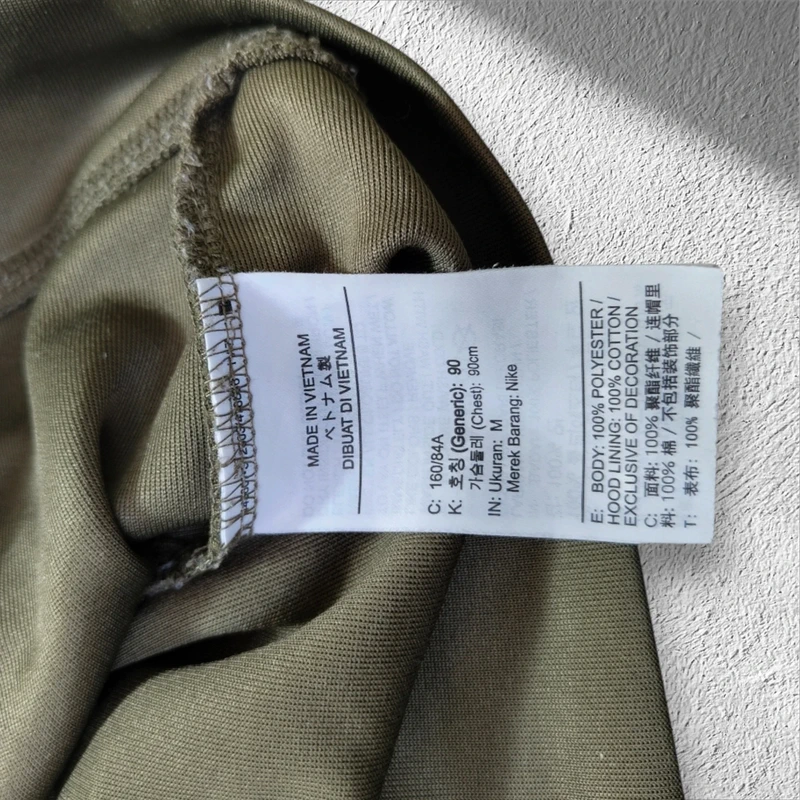 MADE IN VIETNAM
ベトナム製
DIBUAT DI VIETNAM
C: 160/84A
K: 호칭 (Generic): 90
가슴둘레 (Chest): 90cm
IN: Ukuran: M
Merek Barang: Nike
E: BODY: 100% POLYESTER /
HOOD LINING: 100% COTTON /
EXCLUSIVE OF DECORATION
C: 面料: 100% 聚酯纤维 / 连帽里
料: 100% 棉 / 不包括装饰部分
T: 表布: 100% 聚酯纖維 /